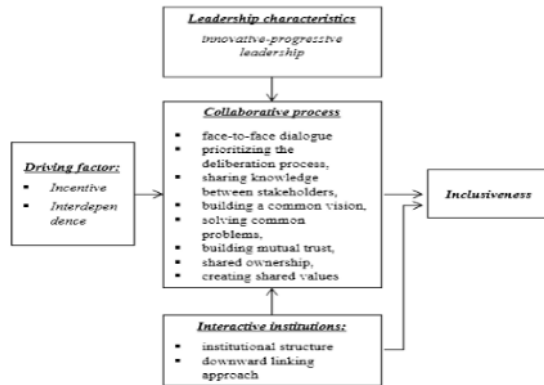 Leadership characteristics
innovative-progressive
leadership
Collaborative process
face-to-face dialogue
prioritizing the
deliberation process,
sharing knowledge
between stakeholders,
building a common vision,
solving common
problems,
building mutual trust,
shared ownership,
creating shared values
Driving factor:
Incentive
Interdepen
dence
Inclusiveness
Interactive institutions:
institutional structure
downward linking
approach